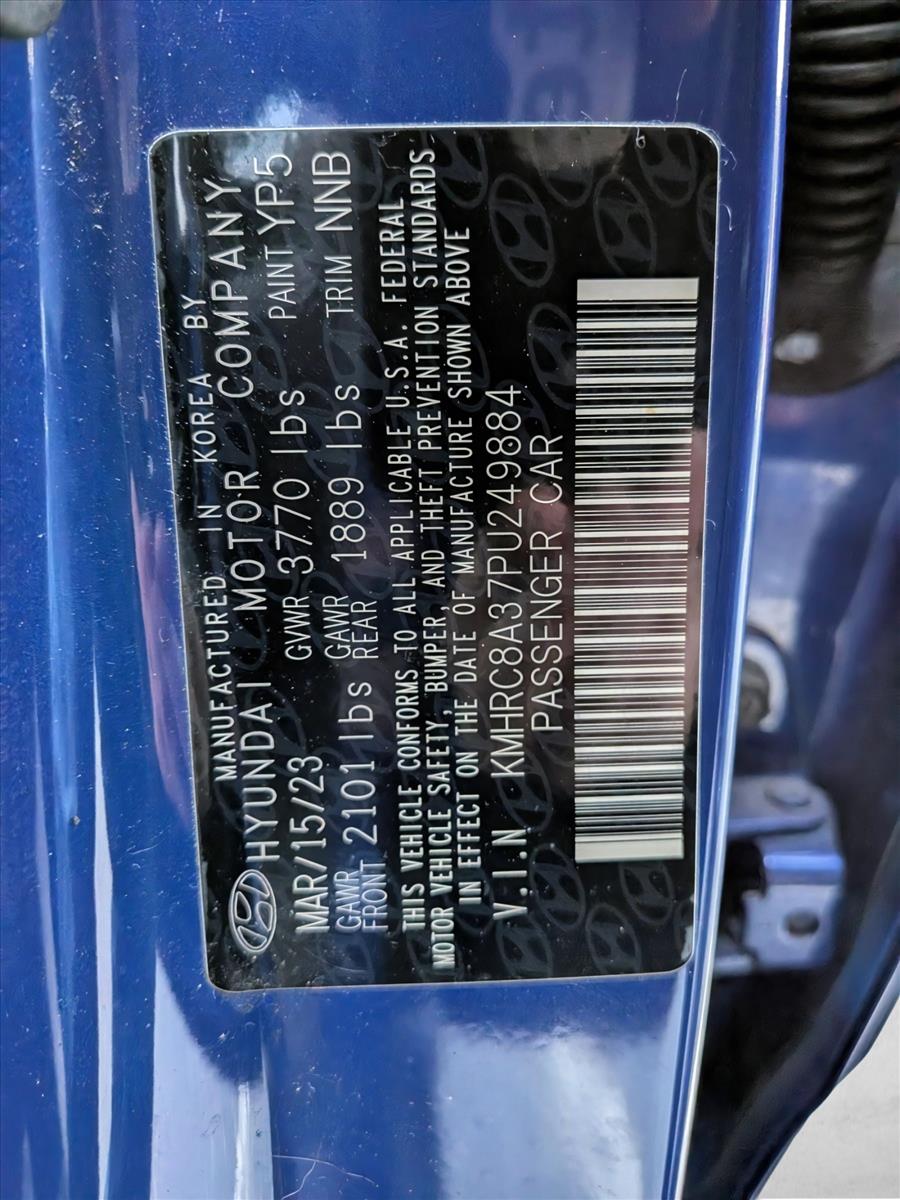 MANUFACTURED IN KOREA BY
HYUNDAI MOTOR COMPANY
MAR/15/23 GVWR 3770 lbs PAINT YP5
GAWR FRONT 2101 lbs GAWR REAR 1889 lbs TRIM NNB
THIS VEHICLE CONFORMS TO ALL APPLICABLE U.S.A. FEDERAL
MOTOR VEHICLE SAFETY, BUMPER, AND THEFT PREVENTION STANDARDS
IN EFFECT ON THE DATE OF MANUFACTURE SHOWN ABOVE
V.I.N KMHRC8A37PU249884
PASSENGER CAR